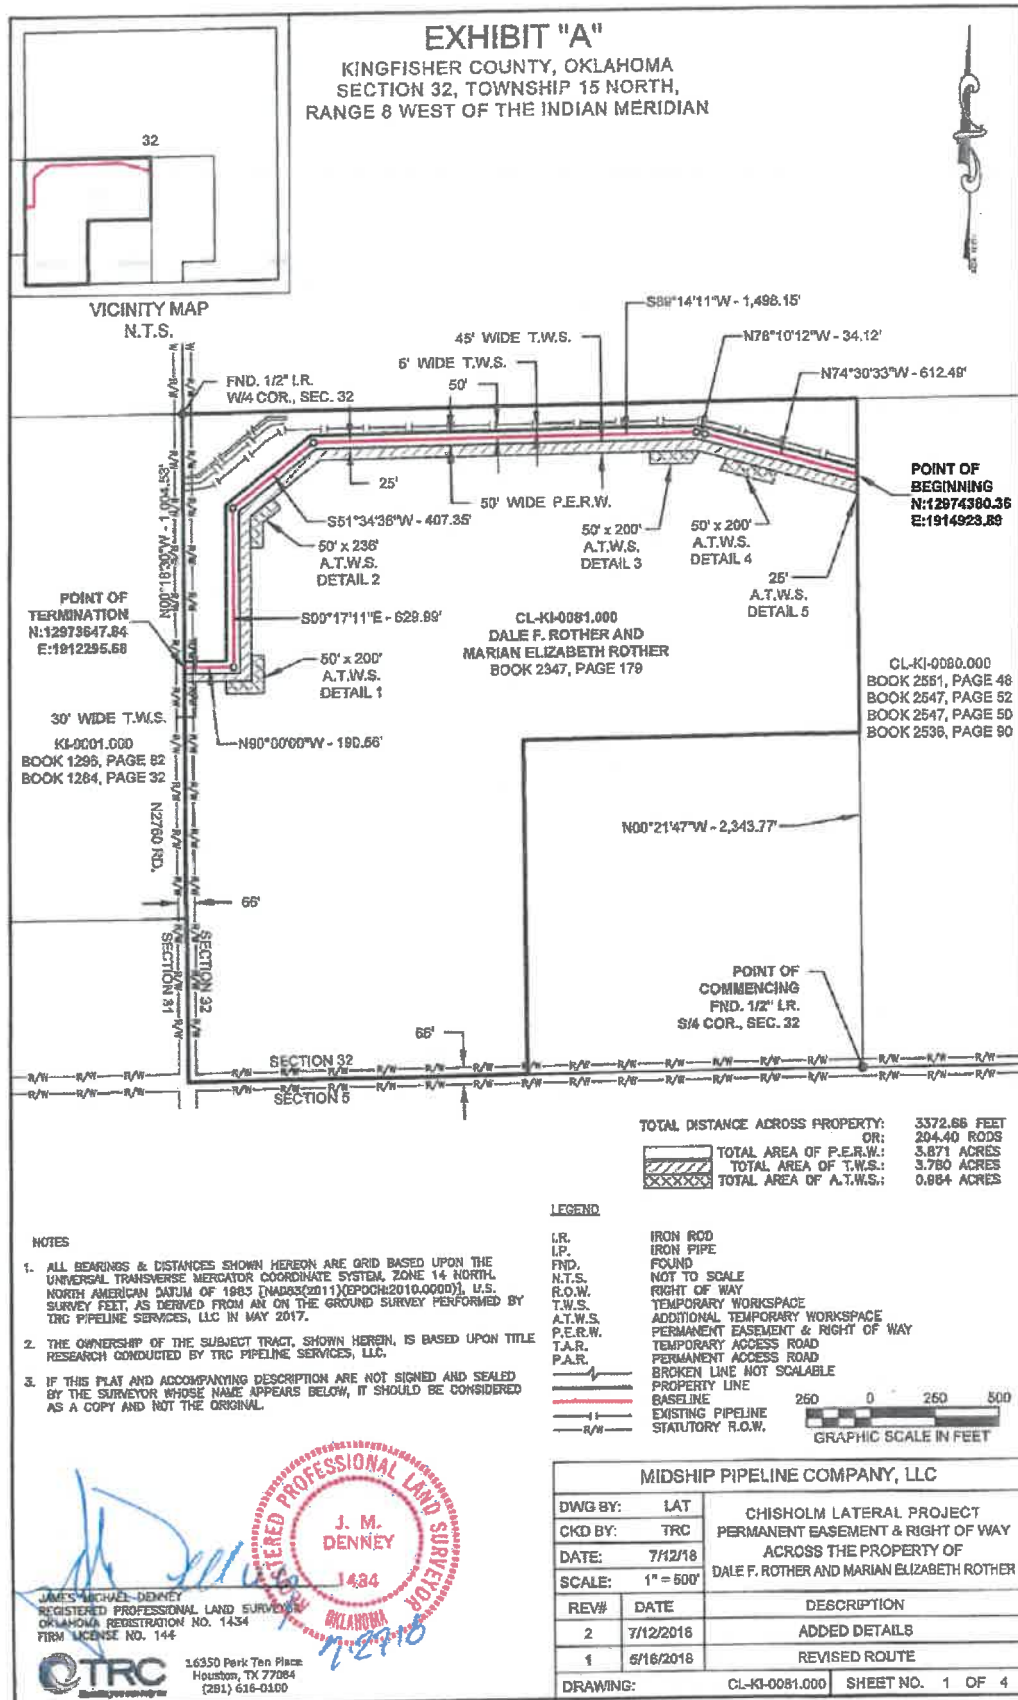 EXHIBIT "A"
KINGFISHER COUNTY, OKLAHOMA
SECTION 32, TOWNSHIP 15 NORTH,
RANGE 8 WEST OF THE INDIAN MERIDIAN
32
VICINITY MAP
N.T.S.
S89°14'11"W - 1,498.15'
45' WIDE T.W.S.
N78°10'12"W - 34.12'
5' WIDE T.W.S.
N74°30'33"W - 612.49'
50'
FND. 1/2" I.R.
W/4 COR., SEC. 32
N00°18'30"W - 1,004.53'
25'
50' WIDE P.E.R.W.
POINT OF
BEGINNING
N:12974380.36
E:1914923.89
S51°34'36"W - 407.35'
50' x 236'
A.T.W.S.
DETAIL 2
50' x 200'
A.T.W.S.
DETAIL 3
50' x 200'
A.T.W.S.
DETAIL 4
25'
A.T.W.S.
DETAIL 5
POINT OF
TERMINATION
N:12973647.84
E:1912295.68
S00°17'11"E - 629.99'
CL-KI-0081.000
DALE F. ROTHER AND
MARIAN ELIZABETH ROTHER
BOOK 2347, PAGE 179
50' x 200'
A.T.W.S.
DETAIL 1
CL-KI-0080.000
BOOK 2551, PAGE 48
BOOK 2547, PAGE 52
BOOK 2547, PAGE 50
BOOK 2536, PAGE 90
30' WIDE T.W.S.
KI-0001.000
BOOK 1296, PAGE 82
BOOK 1284, PAGE 32
N90°00'00"W - 190.56'
N2760 RD.
N00°21'47"W - 2,343.77'
66'
SECTION 31
SECTION 32
POINT OF
COMMENCING
FND. 1/2" I.R.
S/4 COR., SEC. 32
66'
SECTION 32
SECTION 5
R/W R/W R/W R/W R/W R/W R/W R/W R/W R/W R/W R/W
TOTAL DISTANCE ACROSS PROPERTY: 3372.66 FEET
OR: 204.40 RODS
TOTAL AREA OF P.E.R.W.: 3.871 ACRES
TOTAL AREA OF T.W.S.: 3.780 ACRES
TOTAL AREA OF A.T.W.S.: 0.984 ACRES
LEGEND
I.R. IRON ROD
I.P. IRON PIPE
FND. FOUND
N.T.S. NOT TO SCALE
R.O.W. RIGHT OF WAY
T.W.S. TEMPORARY WORKSPACE
A.T.W.S. ADDITIONAL TEMPORARY WORKSPACE
P.E.R.W. PERMANENT EASEMENT & RIGHT OF WAY
T.A.R. TEMPORARY ACCESS ROAD
P.A.R. PERMANENT ACCESS ROAD
BROKEN LINE NOT SCALABLE
PROPERTY LINE
BASELINE
EXISTING PIPELINE
R/W STATUTORY R.O.W.
250 0 250 500
GRAPHIC SCALE IN FEET
NOTES
1. ALL BEARINGS & DISTANCES SHOWN HEREON ARE GRID BASED UPON THE
UNIVERSAL TRANSVERSE MERCATOR COORDINATE SYSTEM, ZONE 14 NORTH,
NORTH AMERICAN DATUM OF 1983 [NAD83(2011)(EPOCH:2010.0000)], U.S.
SURVEY FEET, AS DERIVED FROM AN ON THE GROUND SURVEY PERFORMED BY
TRC PIPELINE SERVICES, LLC IN MAY 2017.
2. THE OWNERSHIP OF THE SUBJECT TRACT, SHOWN HEREIN, IS BASED UPON TITLE
RESEARCH CONDUCTED BY TRC PIPELINE SERVICES, LLC.
3. IF THIS PLAT AND ACCOMPANYING DESCRIPTION ARE NOT SIGNED AND SEALED
BY THE SURVEYOR WHOSE NAME APPEARS BELOW, IT SHOULD BE CONSIDERED
AS A COPY AND NOT THE ORIGINAL.
REGISTERED PROFESSIONAL LAND SURVEYOR
J. M.
DENNEY
1434
OKLAHOMA
JAMES MICHAEL DENNEY
REGISTERED PROFESSIONAL LAND SURVEYOR
OKLAHOMA REGISTRATION NO. 1434
FIRM LICENSE NO. 144
TRC
16350 Park Ten Place
Houston, TX 77084
(281) 616-0100
MIDSHIP PIPELINE COMPANY, LLC
DWG BY: LAT
CKD BY: TRC
DATE: 7/12/18
SCALE: 1" = 500'
CHISHOLM LATERAL PROJECT
PERMANENT EASEMENT & RIGHT OF WAY
ACROSS THE PROPERTY OF
DALE F. ROTHER AND MARIAN ELIZABETH ROTHER
REV# DATE DESCRIPTION
2 7/12/2018 ADDED DETAILS
1 5/16/2018 REVISED ROUTE
DRAWING: CL-KI-0081.000 SHEET NO. 1 OF 4